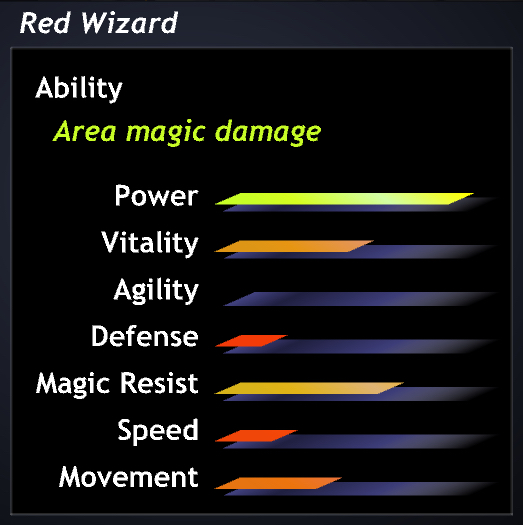 Red Wizard
Ability
Area magic damage
Power
Vitality
Agility
Defense
Magic Resist
Speed
Movement